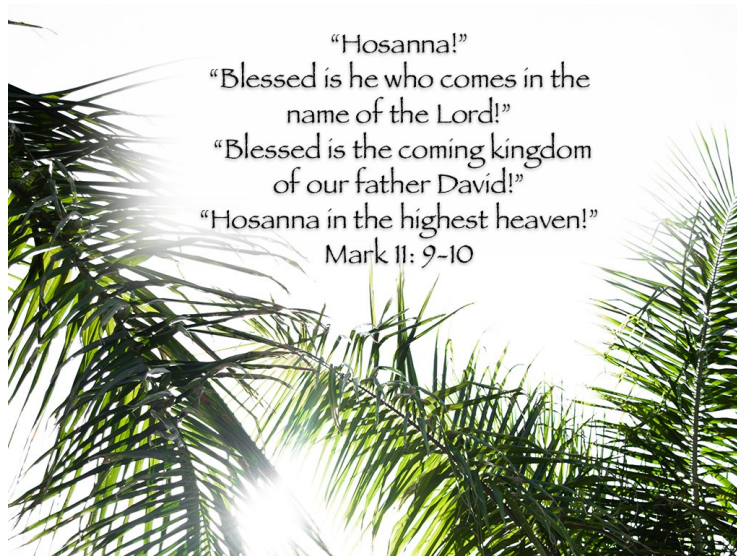 “Hosanna!”
“Blessed is he who comes in the
name of the Lord!”
“Blessed is the coming kingdom
of our father David!”
“Hosanna in the highest heaven!”
Mark 11: 9-10